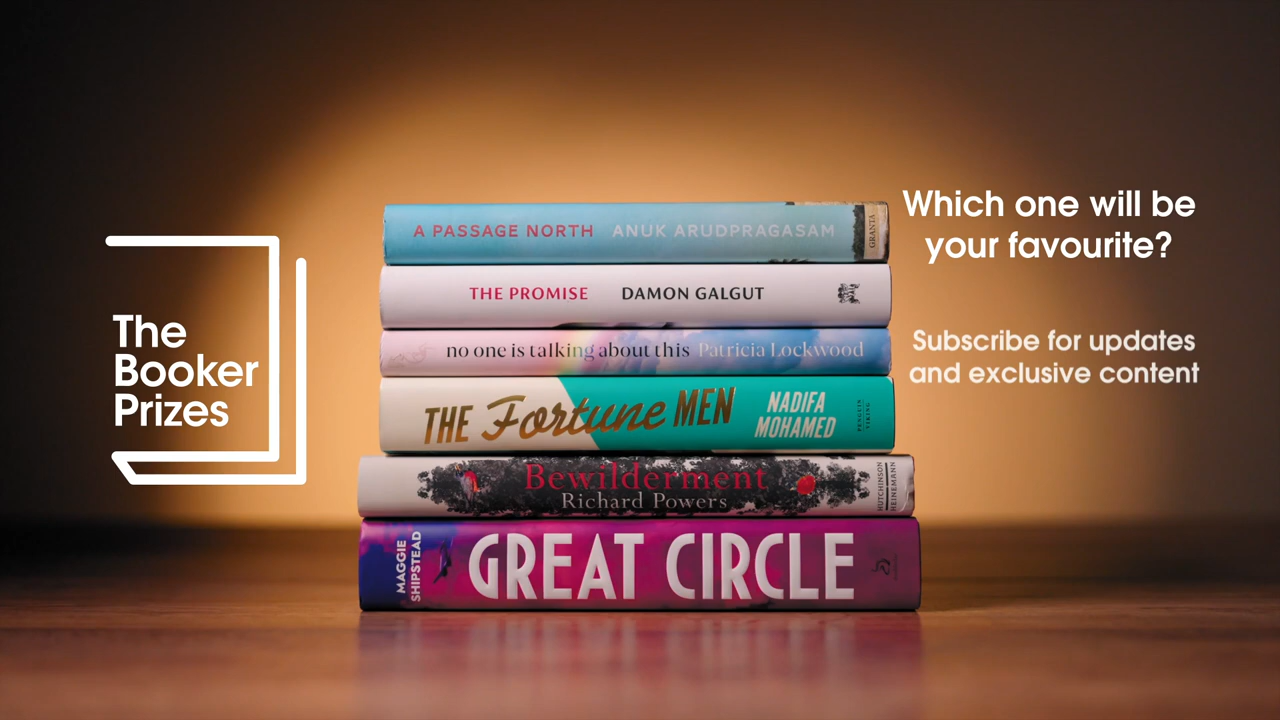 The
Booker
Prizes
A PASSAGE NORTH ANUK ARUDPRAGASAM GRANTA
THE PROMISE DAMON GALGUT
no one is talking about this Patricia Lockwood
THE Fortune MEN NADIFA MOHAMED PENGUIN VIKING
Bewilderment
Richard Powers
HUTCHINSON
HEINEMANN
MAGGIE
SHIPSTEAD
GREAT CIRCLE
Which one will be
your favourite?
Subscribe for updates
and exclusive content